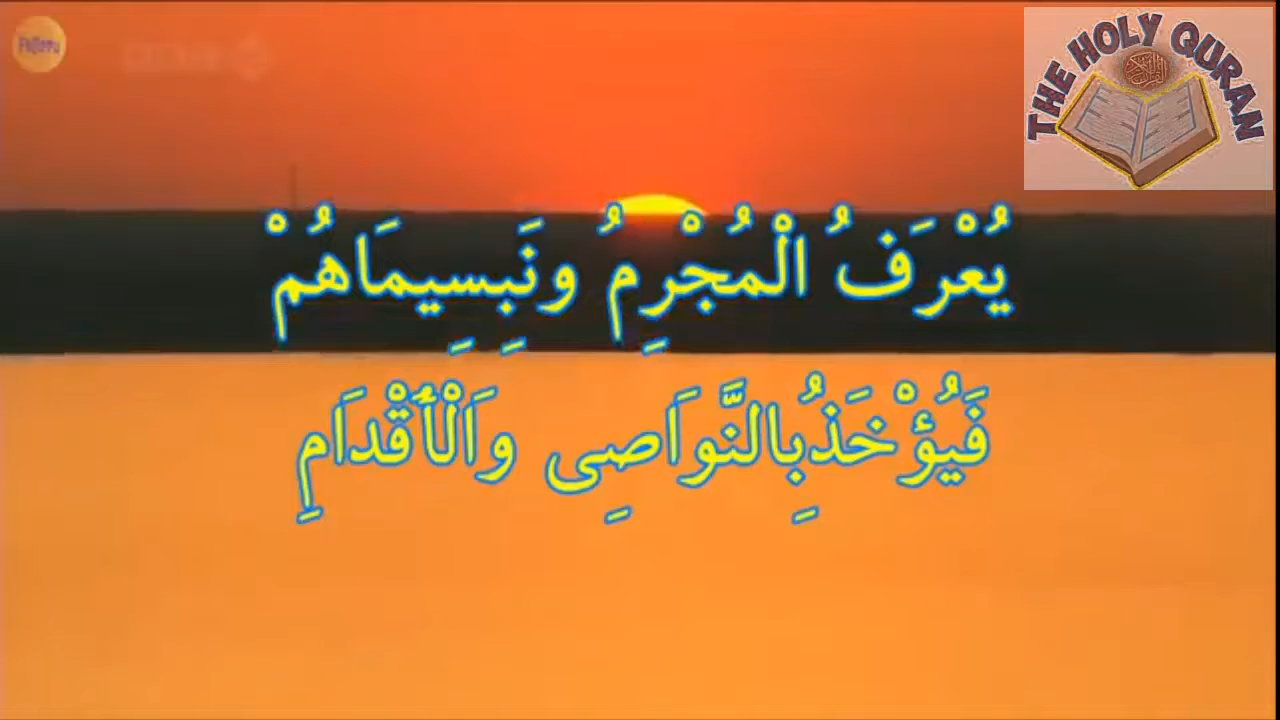 THE HOLY QURAN
يُعْرَفُ الْمُجْرِمُ ونَبِسِيمَاهُمْ
فَيُؤْخَذُبِالنَّوَاصِى وَالْأَقْدَامِ